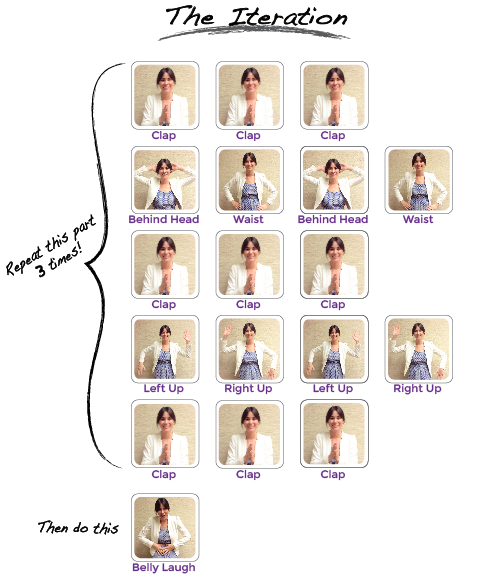 The Iteration
Clap Clap Clap
Behind Head Waist Behind Head Waist
Repeat this part
3 times!
Clap Clap Clap
Left Up Right Up Left Up Right Up
Clap Clap Clap
Then do this
Belly Laugh